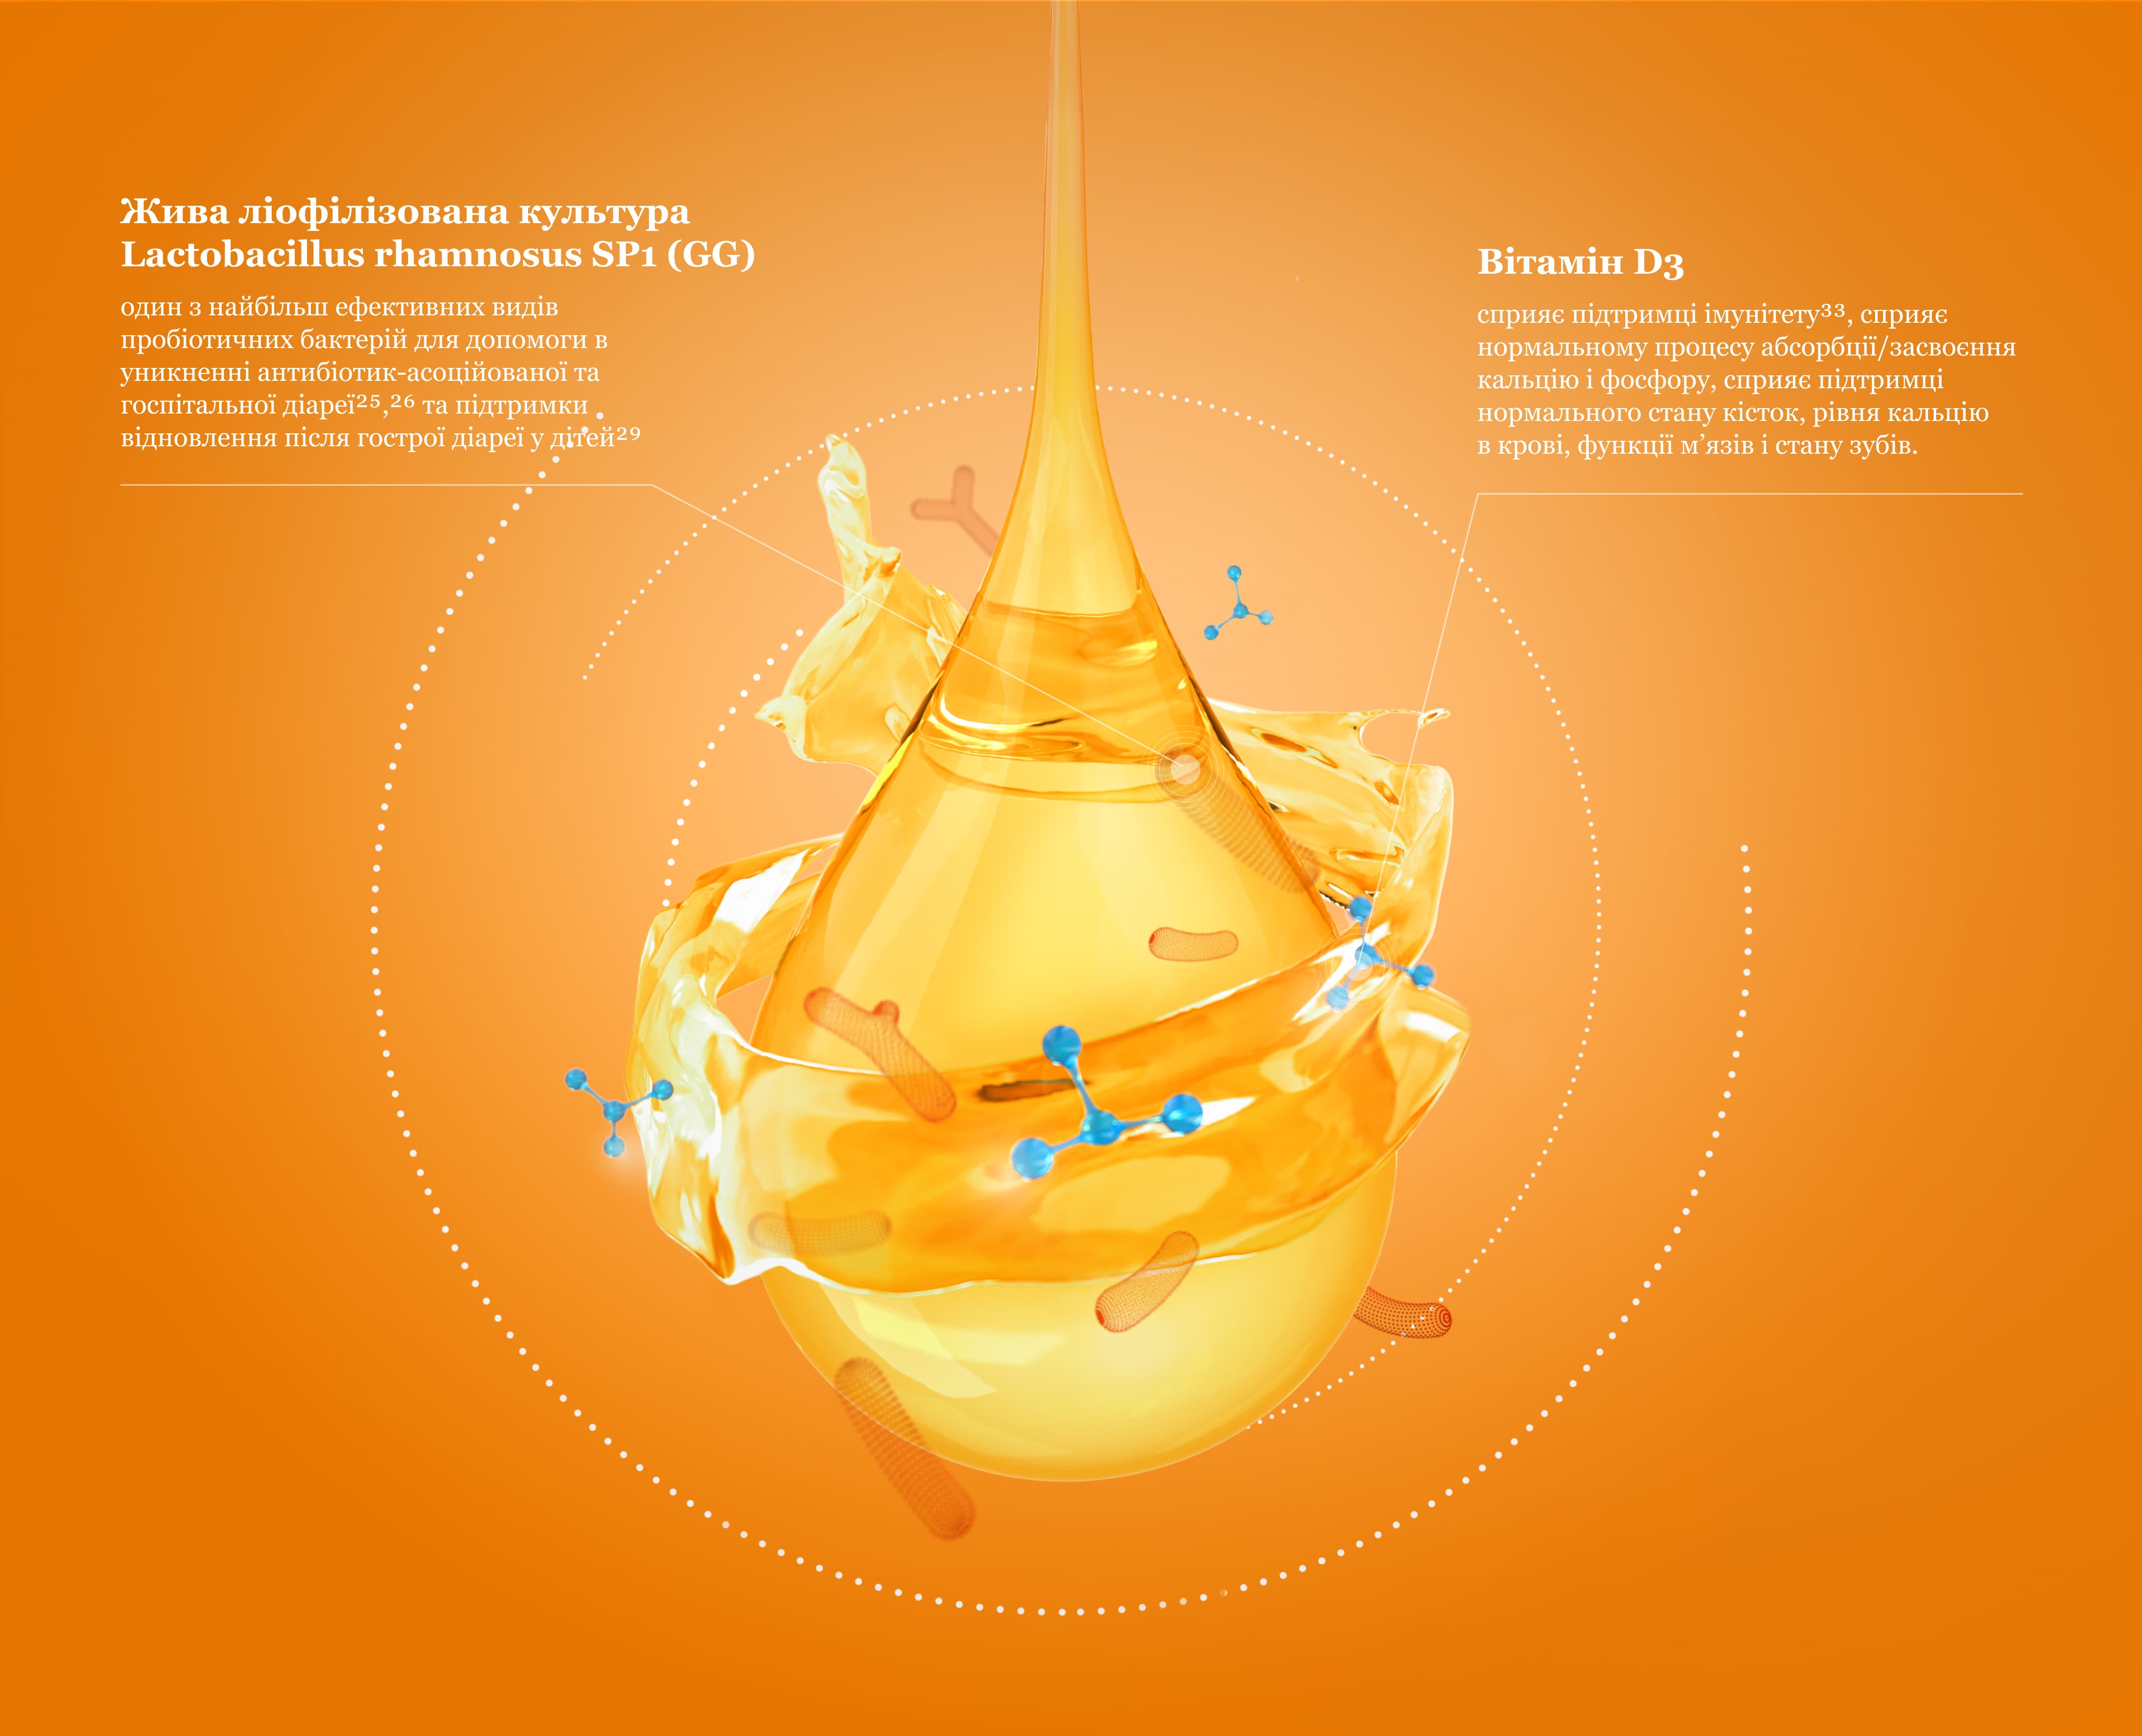 Жива ліофілізована культура
Lactobacillus rhamnosus SP1 (GG)
один з найбільш ефективних видів
пробіотичних бактерій для допомоги в
уникненні антибіотик-асоційованої та
госпітальної діареї²⁵,²⁶ та підтримки
відновлення після гострої діареї у дітей²⁹
Вітамін D3
сприяє підтримці імунітету³³, сприяє
нормальному процесу абсорбції/засвоєння
кальцію і фосфору, сприяє підтримці
нормального стану кісток, рівня кальцію
в крові, функції м’язів і стану зубів.